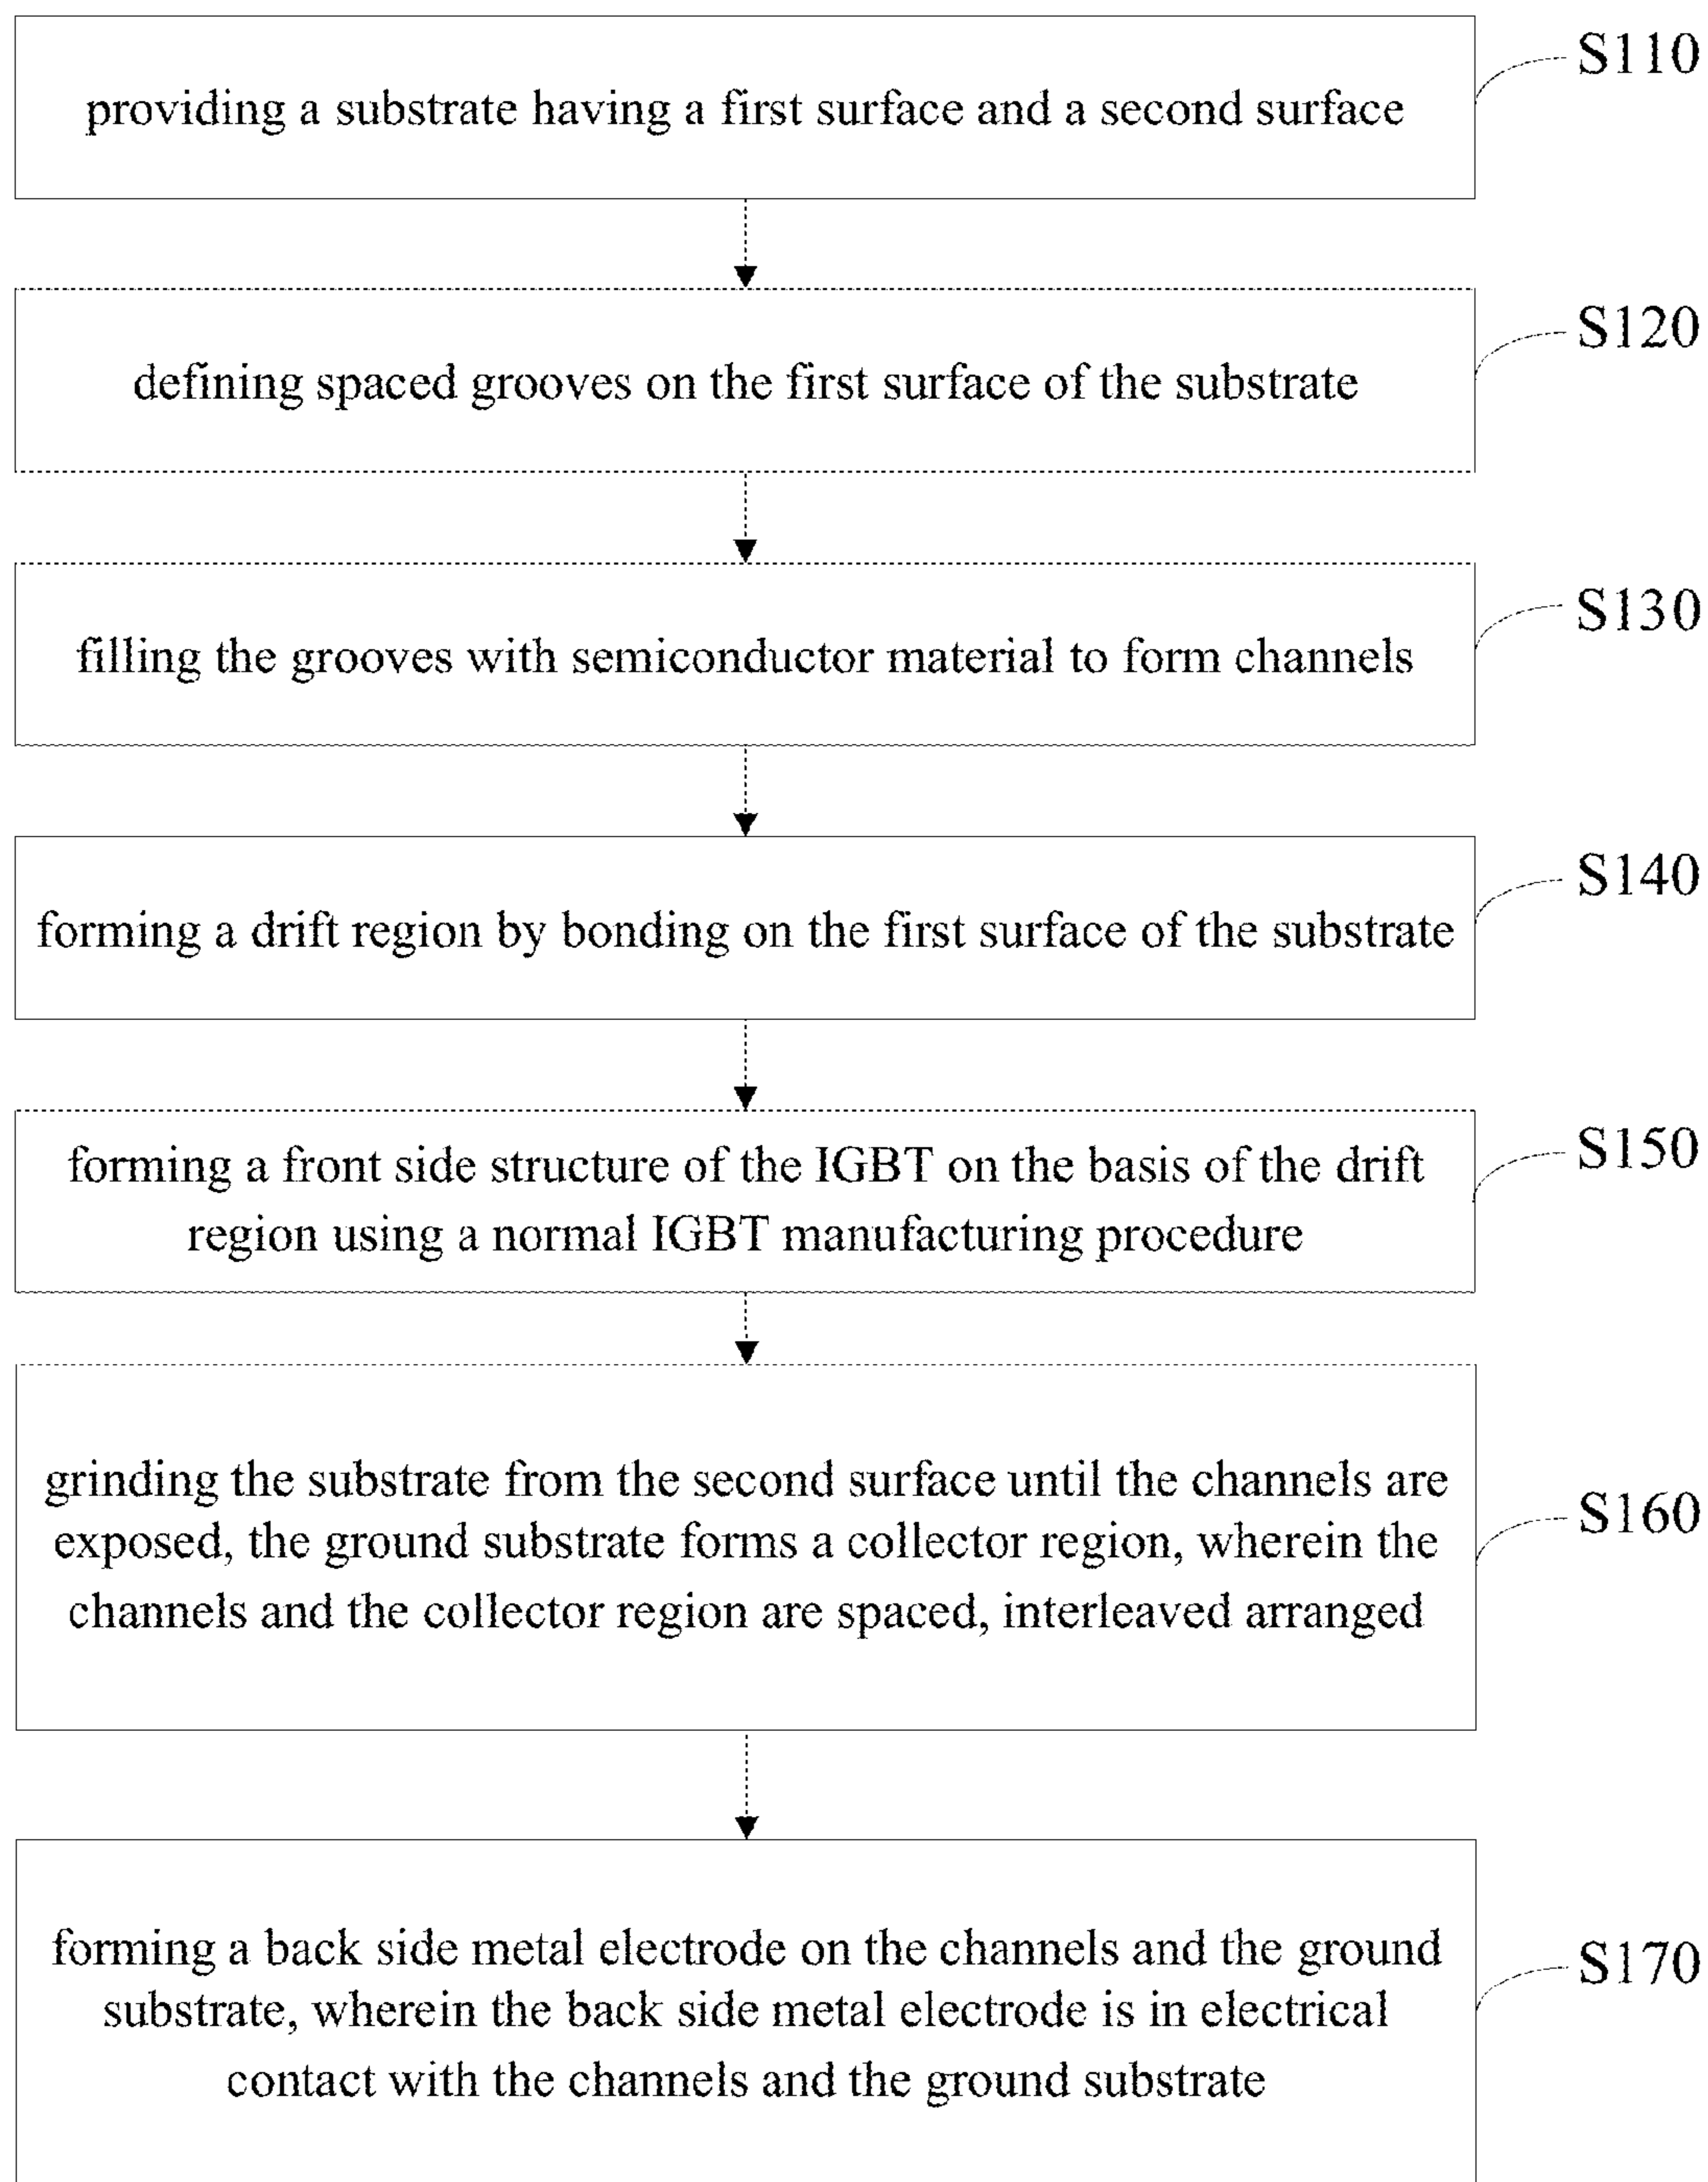 S110
providing a substrate having a first surface and a second surface
S120
defining spaced grooves on the first surface of the substrate
S130
filling the grooves with semiconductor material to form channels
S140
forming a drift region by bonding on the first surface of the substrate
S150
forming a front side structure of the IGBT on the basis of the drift
region using a normal IGBT manufacturing procedure
S160
grinding the substrate from the second surface until the channels are
exposed, the ground substrate forms a collector region, wherein the
channels and the collector region are spaced, interleaved arranged
S170
forming a back side metal electrode on the channels and the ground
substrate, wherein the back side metal electrode is in electrical
contact with the channels and the ground substrate